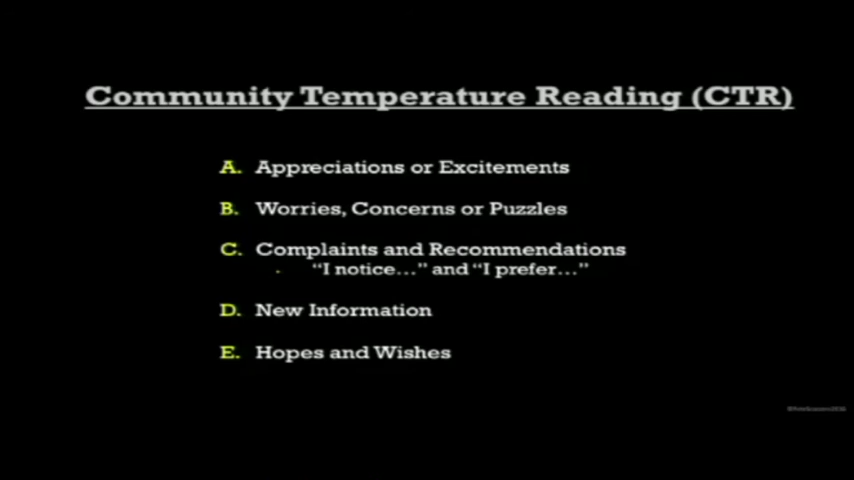 Community Temperature Reading (CTR)
A. Appreciations or Excitements
B. Worries, Concerns or Puzzles
C. Complaints and Recommendations
· “I notice...” and “I prefer...”
D. New Information
E. Hopes and Wishes